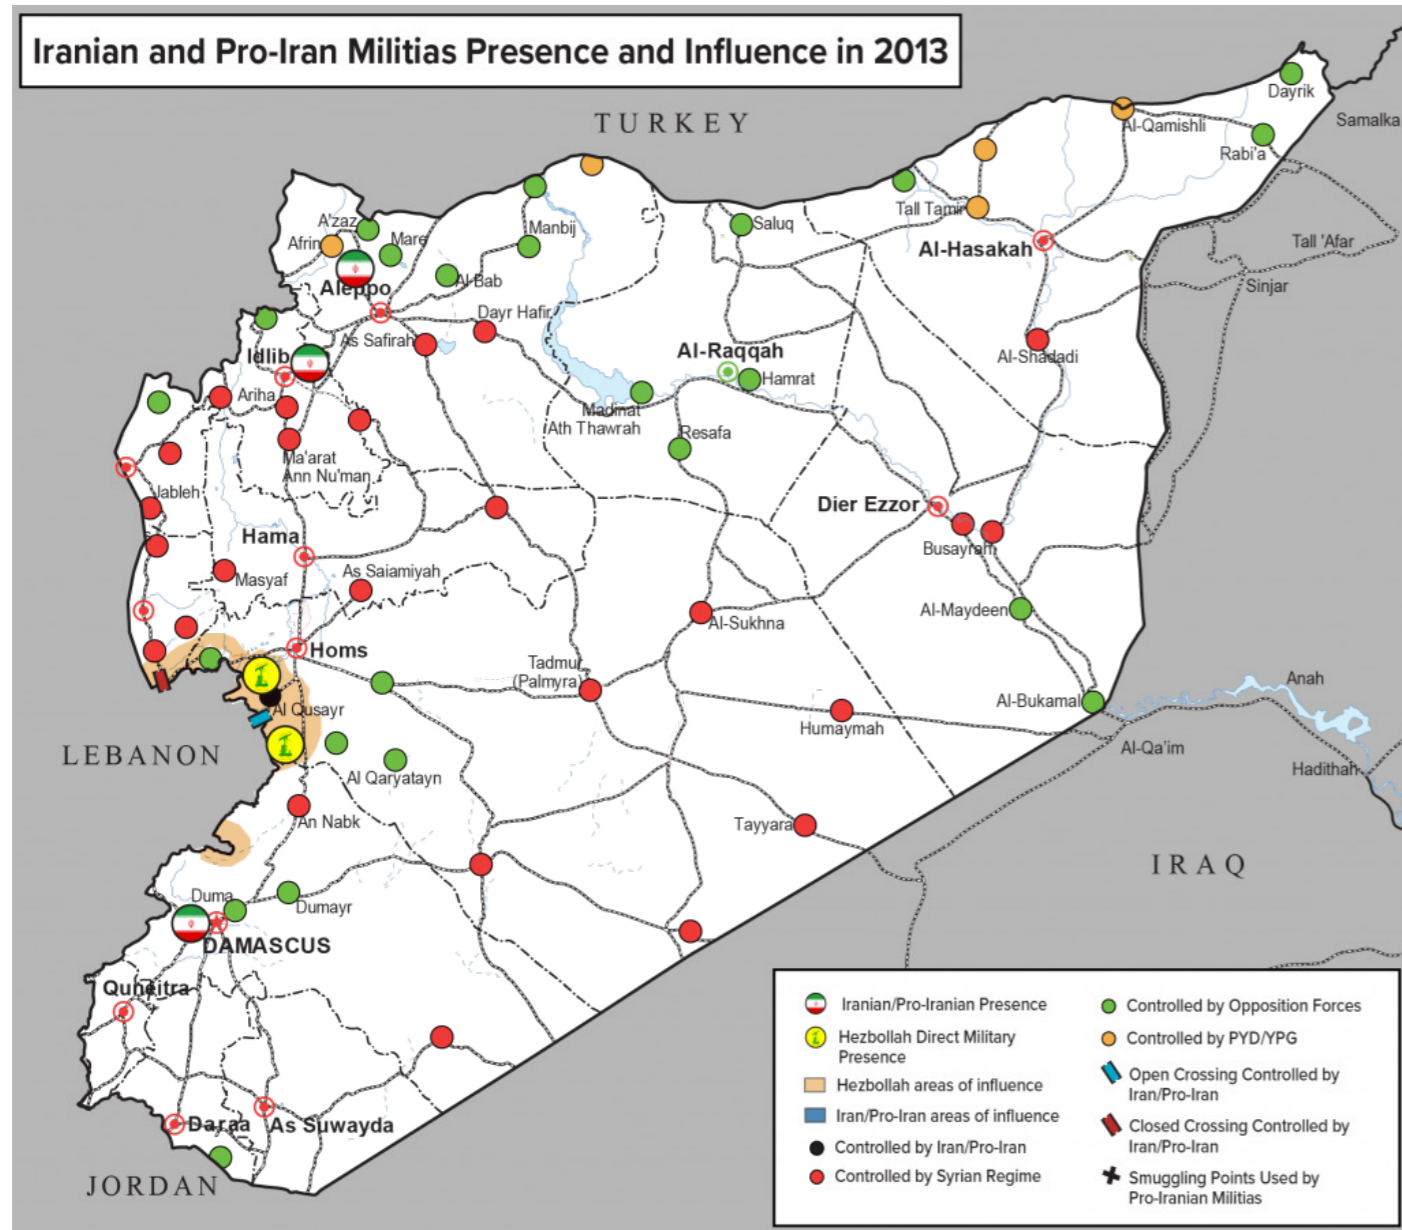 Iranian and Pro-Iran Militias Presence and Influence in 2013
TURKEY
Dayrik
Samalka
Al-Qamishli
Rabi'a
A'zaz
Afrin
Mare
Manbij
Saluq
Tall Tamir
Al-Hasakah
Tall 'Afar
Sinjar
Al Bab
Aleppo
Dayr Hafir
As Safirah
Idlib
Al-Raqqah
Al-Shadadi
Hamrat
Ariha
Madinat
Ath Thawrah
Resafa
Ma'arat
Ann Nu'man
Jableh
Dier Ezzor
Hama
Busayrah
Masyaf
As Saiamiyah
Al-Maydeen
Al-Sukhna
Homs
Tadmur
(Palmyra)
Al-Bukamal
Anah
Al Qusayr
Humaymah
Al-Qa'im
LEBANON
Hadithah
Al Qaryatayn
An Nabk
Tayyara
IRAQ
Duma
Dumayr
DAMASCUS
Quneitra
Daraa
As Suwayda
JORDAN
Iranian/Pro-Iranian Presence
Hezbollah Direct Military
Presence
Hezbollah areas of influence
Iran/Pro-Iran areas of influence
Controlled by Iran/Pro-Iran
Controlled by Syrian Regime
Controlled by Opposition Forces
Controlled by PYD/YPG
Open Crossing Controlled by
Iran/Pro-Iran
Closed Crossing Controlled by
Iran/Pro-Iran
Smuggling Points Used by
Pro-Iranian Militias